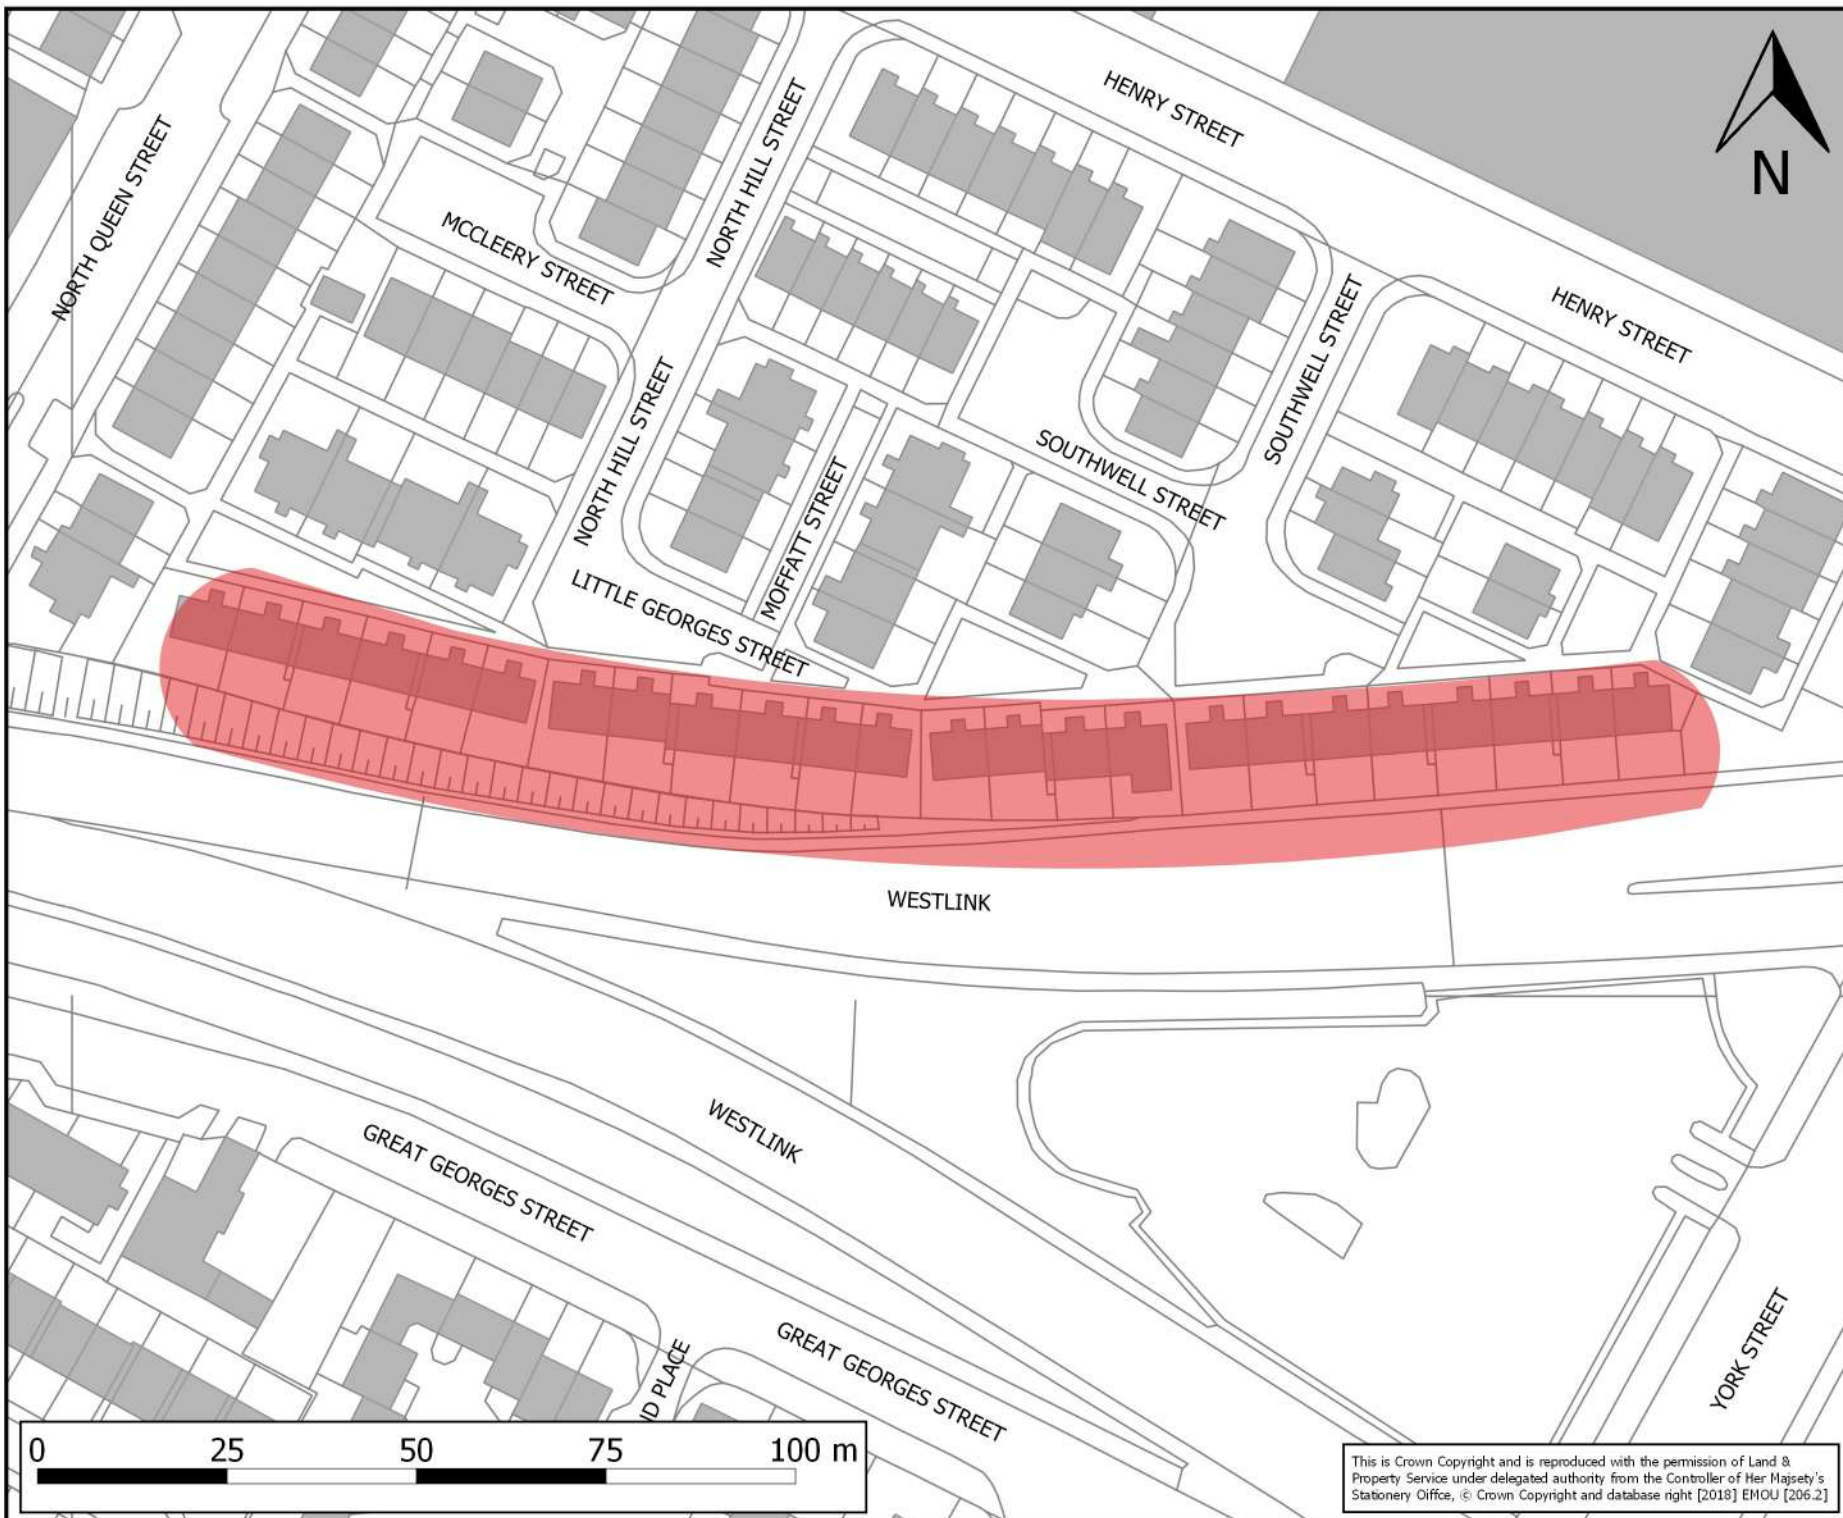 HENRY STREET
N
NORTH QUEEN STREET
NORTH HILL STREET
MCCLEERY STREET
HENRY STREET
SOUTHWELL STREET
NORTH HILL STREET
SOUTHWELL STREET
MOFFATT STREET
LITTLE GEORGES STREET
WESTLINK
WESTLINK
GREAT GEORGES STREET
GREAT GEORGES STREET
YORK STREET
PLACE
0 25 50 75 100 m
This is Crown Copyright and is reproduced with the permission of Land &
Property Service under delegated authority from the Controller of Her Majsety's
Stationery Oiffce, © Crown Copyright and database right [2018] EMOU [206.2]